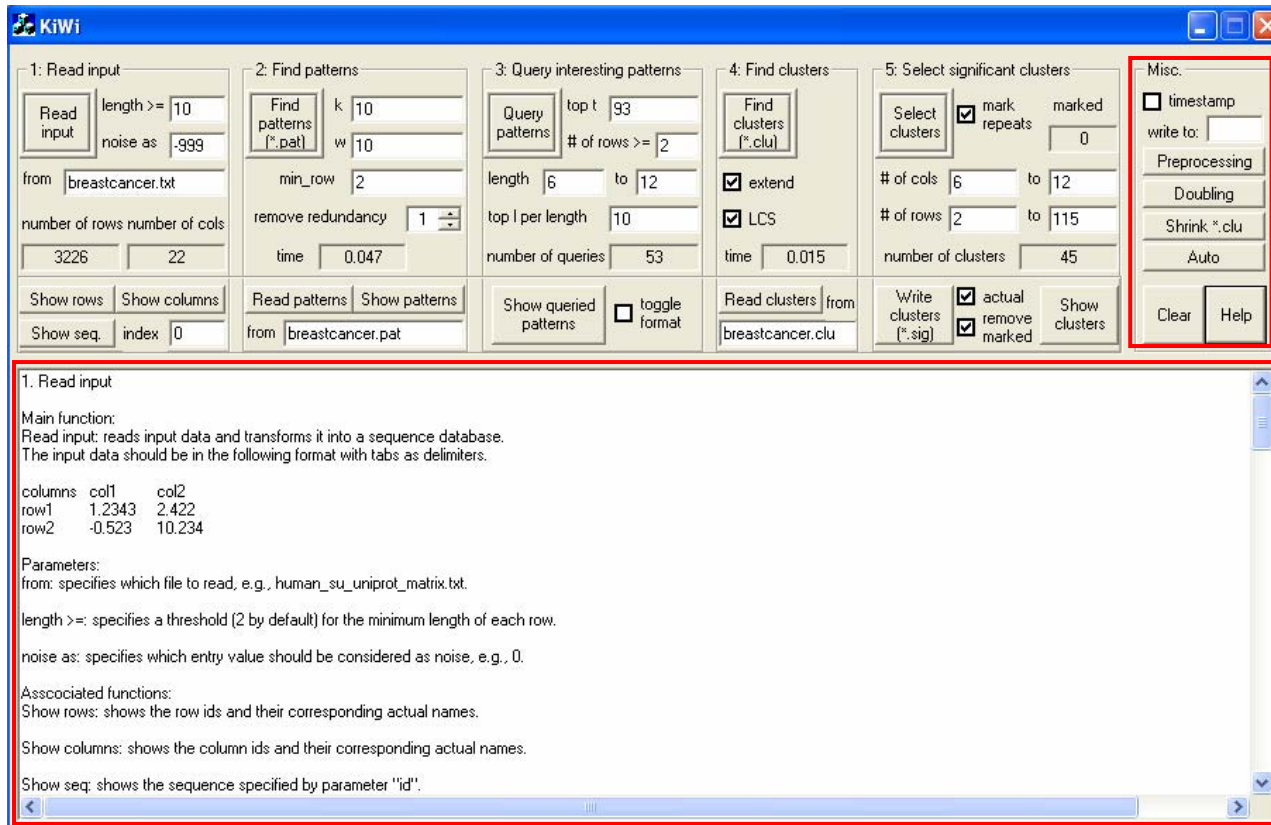 KiWi
1: Read input
Read input
length >= 10
noise as -999
from breastcancer.txt
number of rows number of cols
3226 22
Show rows Show columns
Show seq. index 0
2: Find patterns
Find patterns (*.pat)
k 10
w 10
min_row 2
remove redundancy 1
time 0.047
Read patterns Show patterns
from breastcancer.pat
3: Query interesting patterns
Query patterns
top t 93
# of rows >= 2
length 6 to 12
top l per length 10
number of queries 53
Show queried patterns
toggle format
4: Find clusters
Find clusters (*.clu)
extend
LCS
time 0.015
Read clusters from
breastcancer.clu
5: Select significant clusters
Select clusters
mark repeats
marked
0
# of cols 6 to 12
# of rows 2 to 115
number of clusters 45
Write clusters (*.sig)
actual
remove marked
Show clusters
Misc.
timestamp
write to:
Preprocessing
Doubling
Shrink *.clu
Auto
Clear Help
1. Read input
Main function:
Read input: reads input data and transforms it into a sequence database.
The input data should be in the following format with tabs as delimiters.
columns col1 col2
row1 1.2343 2.422
row2 -0.523 10.234
Parameters:
from: specifies which file to read, e.g., human_su_uniprot_matrix.txt.
length >=: specifies a threshold (2 by default) for the minimum length of each row.
noise as: specifies which entry value should be considered as noise, e.g., 0.
Asscociated functions:
Show rows: shows the row ids and their corresponding actual names.
Show columns: shows the column ids and their corresponding actual names.
Show seq: shows the sequence specified by parameter "id".